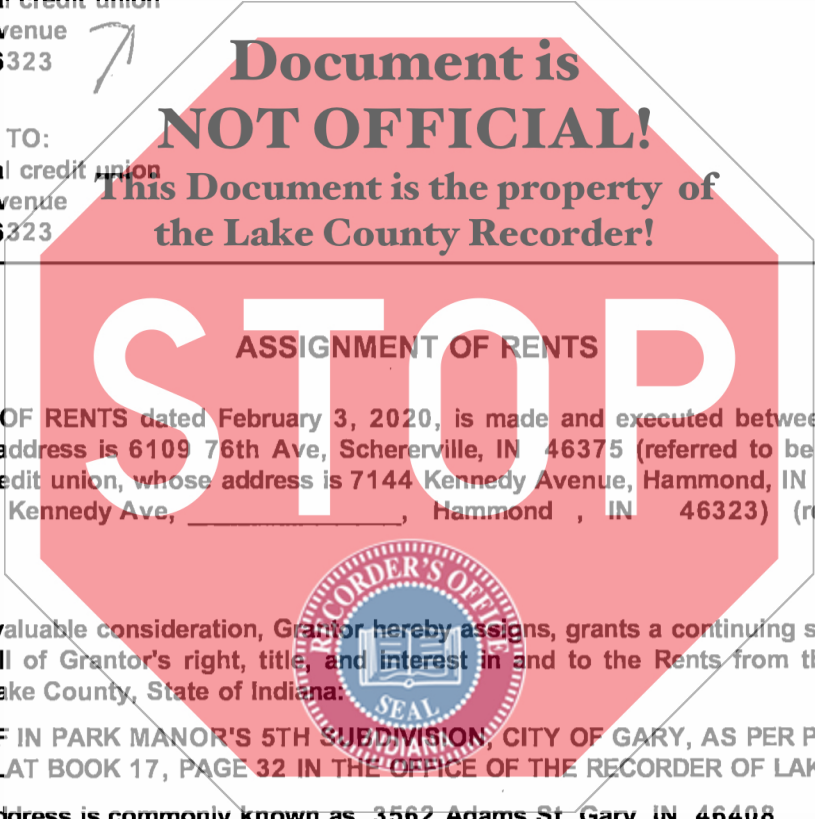 l credit union
venue
6323
TO:
l credit union
venue
6323
Document is
NOT OFFICIAL!
This Document is the property of
the Lake County Recorder!
STOP
ASSIGNMENT OF RENTS
OF RENTS dated February 3, 2020, is made and executed betwee
address is 6109 76th Ave, Schererville, IN 46375 (referred to be
edit union, whose address is 7144 Kennedy Avenue, Hammond, IN
Kennedy Ave, _______________, Hammond , IN 46323) (r
RECORDER'S OFFICE
SEAL
INDIANA
valuable consideration, Grantor hereby assigns, grants a continuing s
ll of Grantor's right, title, and interest in and to the Rents from th
ake County, State of Indiana:
F IN PARK MANOR'S 5TH SUBDIVISION, CITY OF GARY, AS PER P
LAT BOOK 17, PAGE 32 IN THE OFFICE OF THE RECORDER OF LAK
ddress is commonly known as 3562 Adams St, Gary, IN 46408